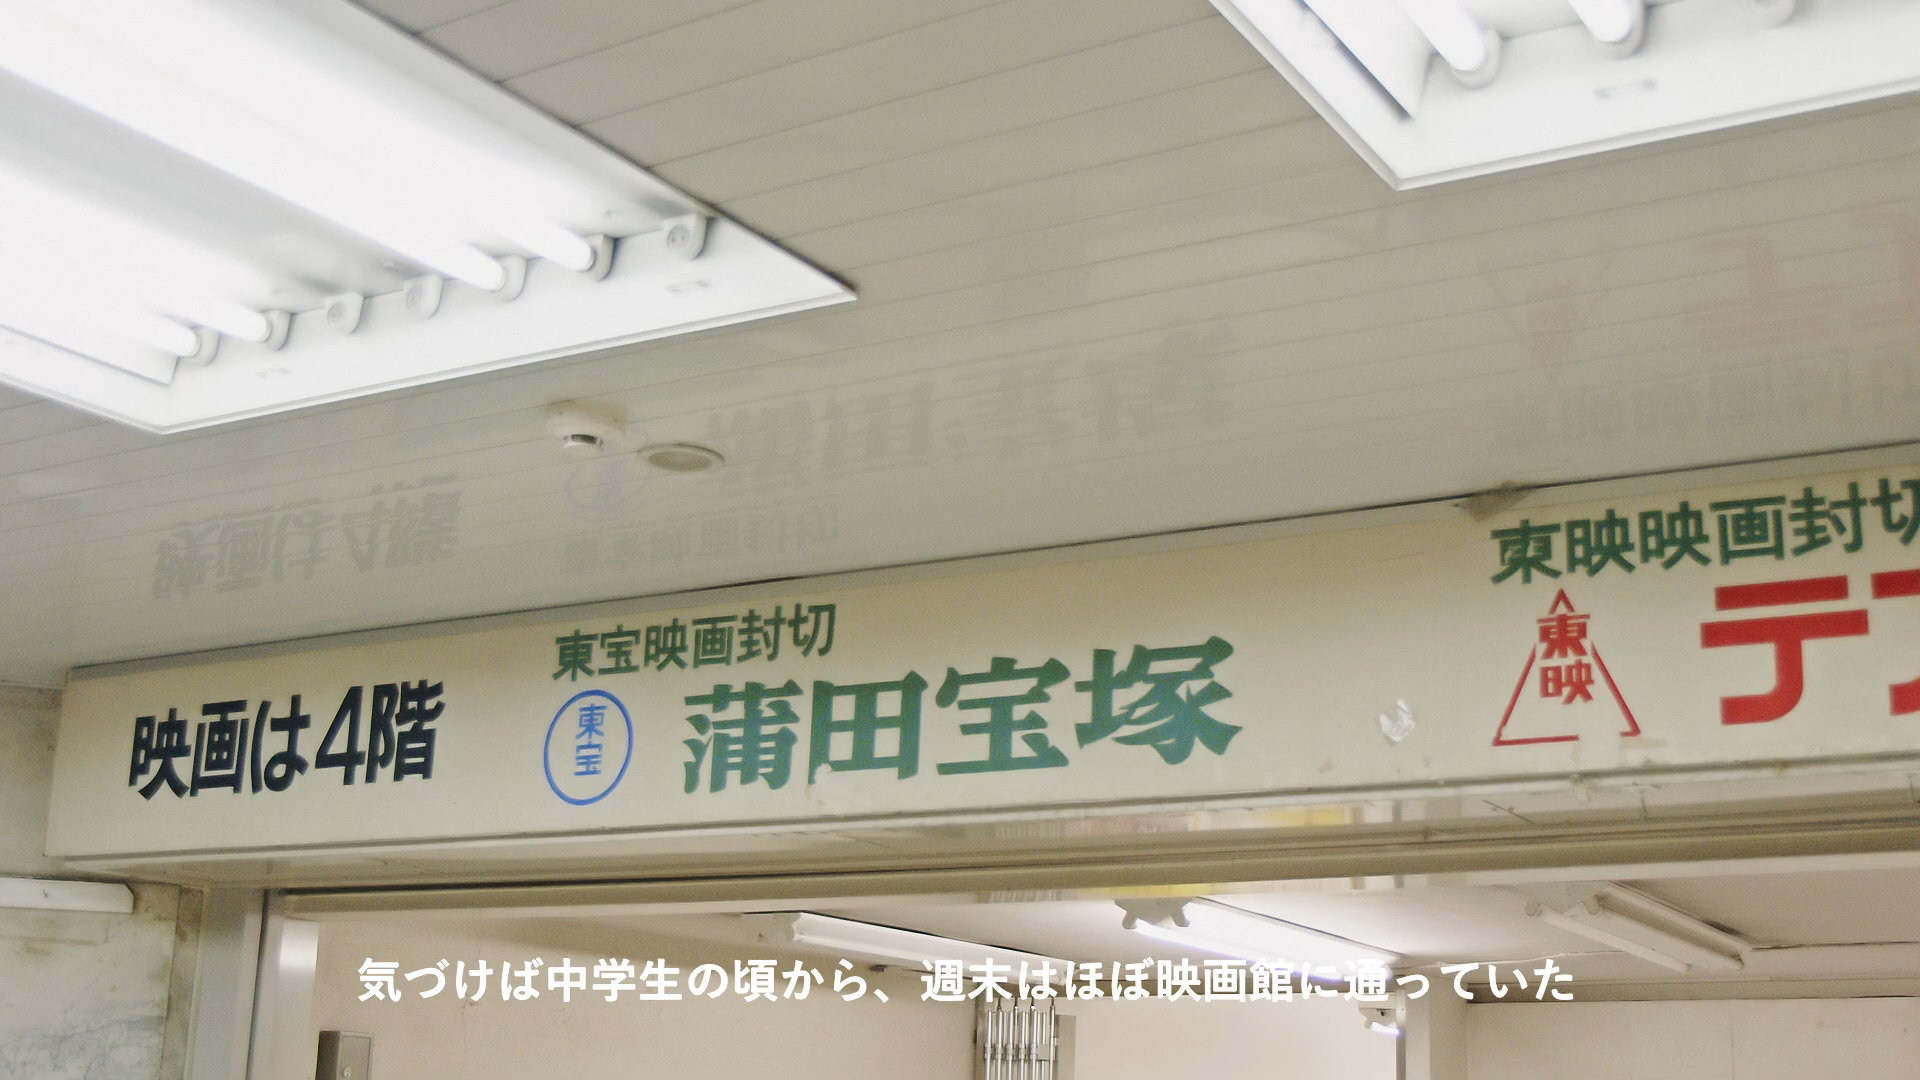 映画は4階
東宝映画封切
東宝
蒲田宝塚
東映映画封切
東映
テ
気づけば中学生の頃から、週末はほぼ映画館に通っていた